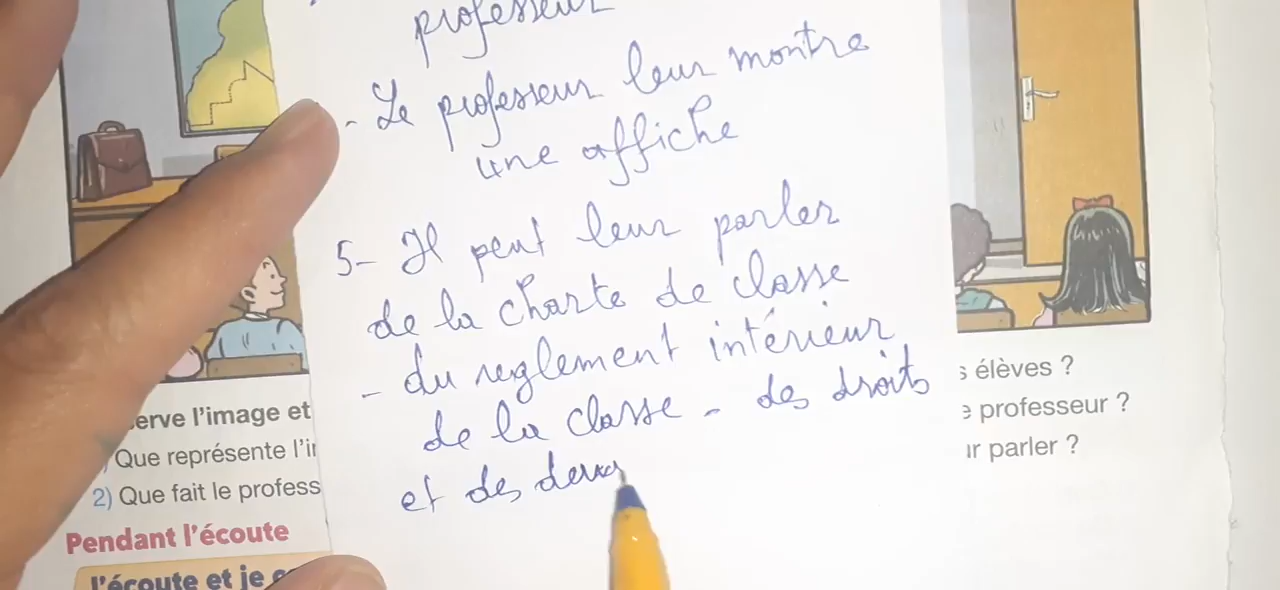 professeur
- Le professeur leur montre
une affiche
5- Il peut leur parler
de la charte de classe
- du reglement intérieur
de la classe - des droits
et des
erve l'image et
Que représente l'i
2) Que fait le profess
s élèves ?
e professeur ?
ur parler ?
Pendant l'écoute
J'écoute et je